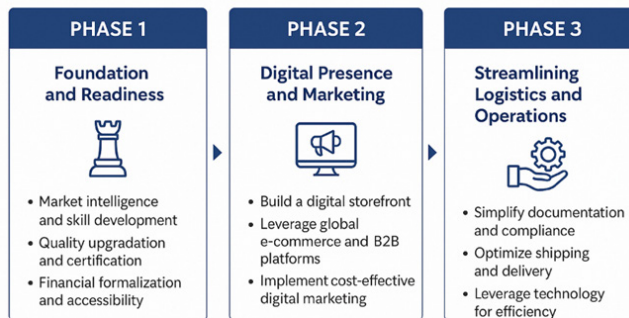 PHASE 1
Foundation
and Readiness
• Market intelligence
and skill development
• Quality upgradation
and certification
• Financial formalization
and accessibility
PHASE 2
Digital Presence
and Marketing
• Build a digital storefront
• Leverage global
e-commerce and B2B
platforms
• Implement cost-effective
digital marketing
PHASE 3
Streamlining
Logistics and
Operations
• Simplify documentation
and compliance
• Optimize shipping
and delivery
• Leverage technology
for efficiency